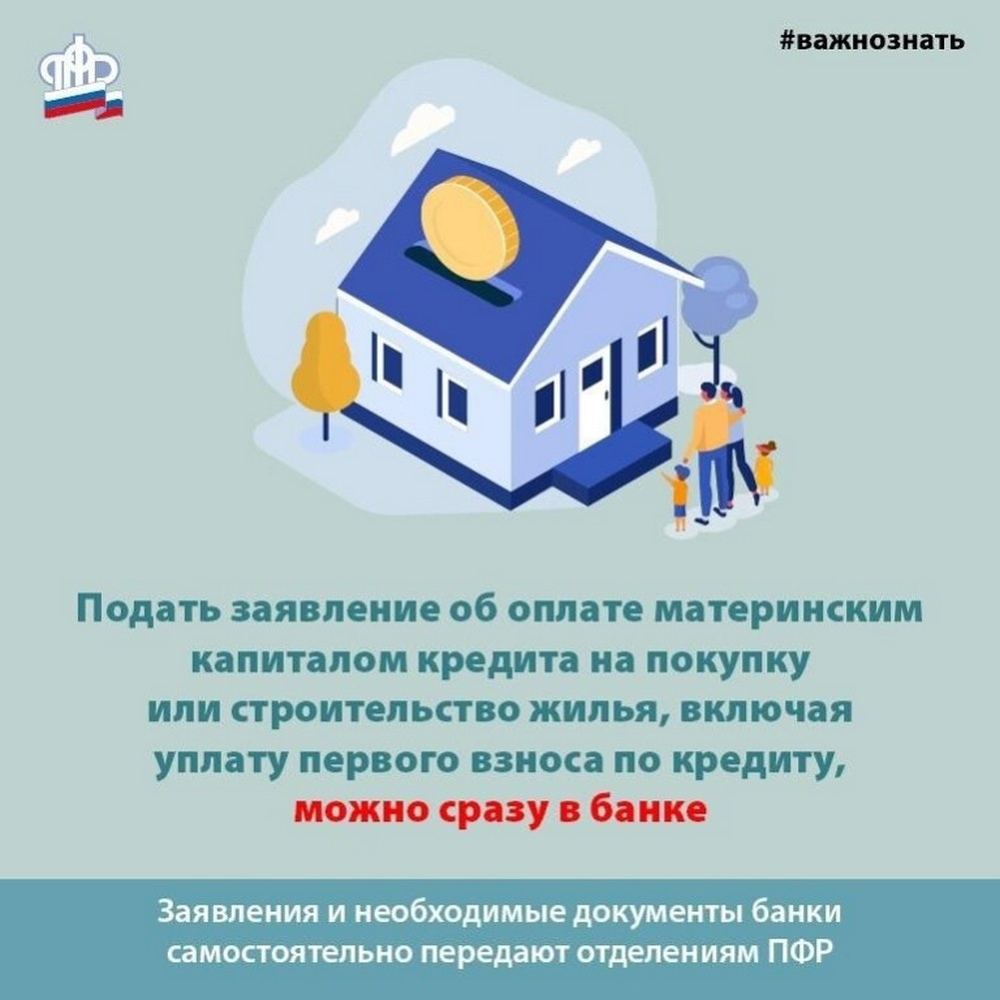 #важнознать
ПФР
Подать заявление об оплате материнским
капиталом кредита на покупку
или строительство жилья, включая
уплату первого взноса по кредиту,
можно сразу в банке
Заявления и необходимые документы банки
самостоятельно передают отделениям ПФР